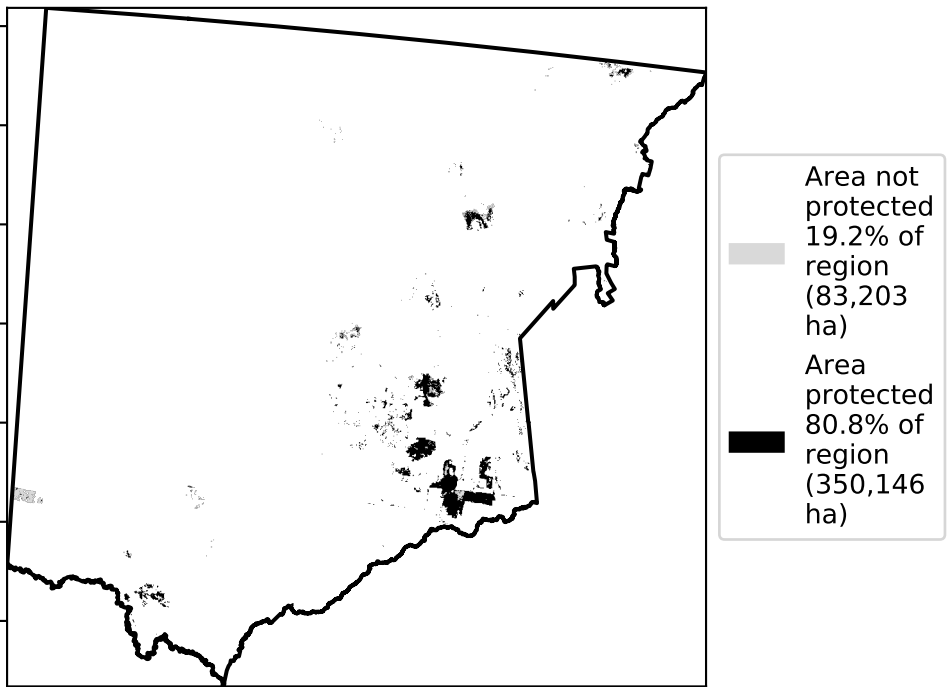 Area not
protected
19.2% of
region
(83,203
ha)
Area
protected
80.8% of
region
(350,146
ha)